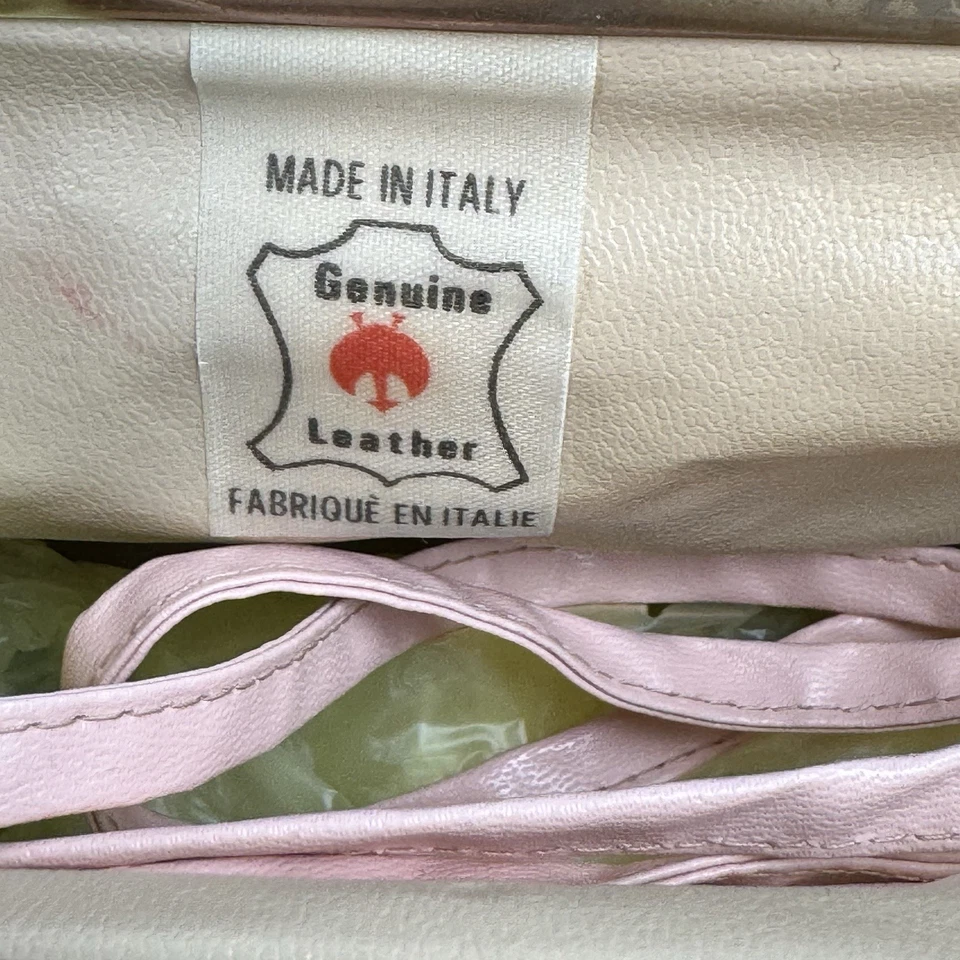 MADE IN ITALY
Genuine
Leather
FABRIQUÈ EN ITALIE